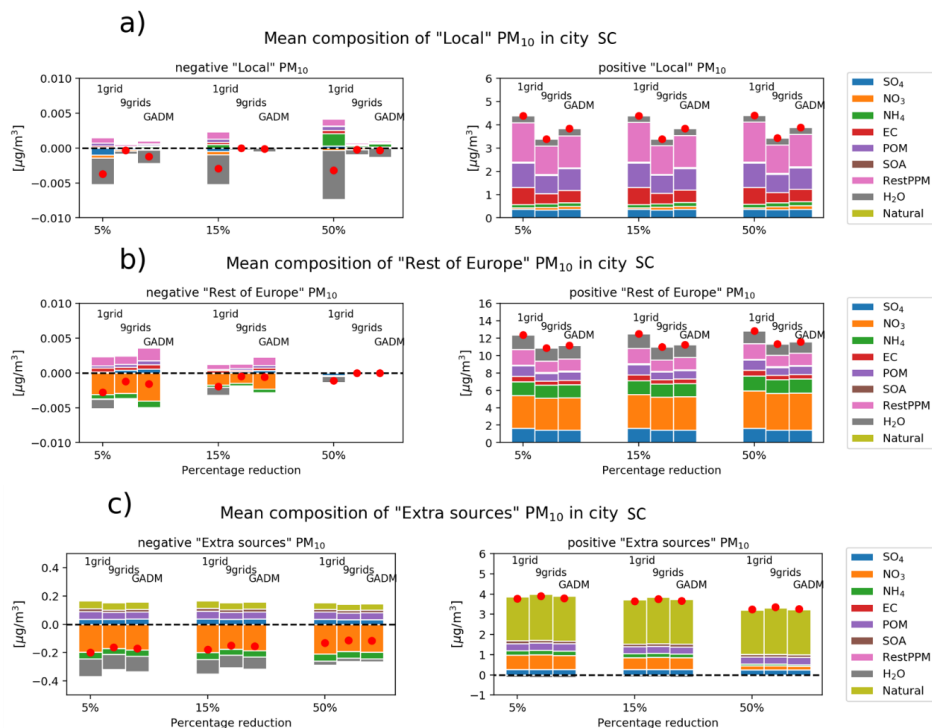 a)
Mean composition of "Local" PM₁₀ in city SC
negative "Local" PM₁₀
positive "Local" PM₁₀
[µg/m³]
0.010
0.005
0.000
−0.005
−0.010
1grid
9grids
GADM
1grid
9grids
GADM
1grid
9grids
GADM
5%
15%
50%
[µg/m³]
6
5
4
3
2
1
0
1grid
9grids
GADM
1grid
9grids
GADM
1grid
9grids
GADM
5%
15%
50%
SO₄
NO₃
NH₄
EC
POM
SOA
RestPPM
H₂O
Natural
b)
Mean composition of "Rest of Europe" PM₁₀ in city SC
negative "Rest of Europe" PM₁₀
positive "Rest of Europe" PM₁₀
[µg/m³]
0.010
0.005
0.000
−0.005
−0.010
1grid
9grids
GADM
1grid
9grids
GADM
1grid
9grids
GADM
5%
15%
50%
Percentage reduction
[µg/m³]
16
14
12
10
8
6
4
2
0
1grid
9grids
GADM
1grid
9grids
GADM
1grid
9grids
GADM
5%
15%
50%
Percentage reduction
SO₄
NO₃
NH₄
EC
POM
SOA
RestPPM
H₂O
Natural
c)
Mean composition of "Extra sources" PM₁₀ in city SC
negative "Extra sources" PM₁₀
positive "Extra sources" PM₁₀
[µg/m³]
0.4
0.2
0.0
−0.2
−0.4
1grid
9grids
GADM
1grid
9grids
GADM
1grid
9grids
GADM
5%
15%
50%
Percentage reduction
[µg/m³]
6
5
4
3
2
1
0
−1
1grid
9grids
GADM
1grid
9grids
GADM
1grid
9grids
GADM
5%
15%
50%
Percentage reduction
SO₄
NO₃
NH₄
EC
POM
SOA
RestPPM
H₂O
Natural